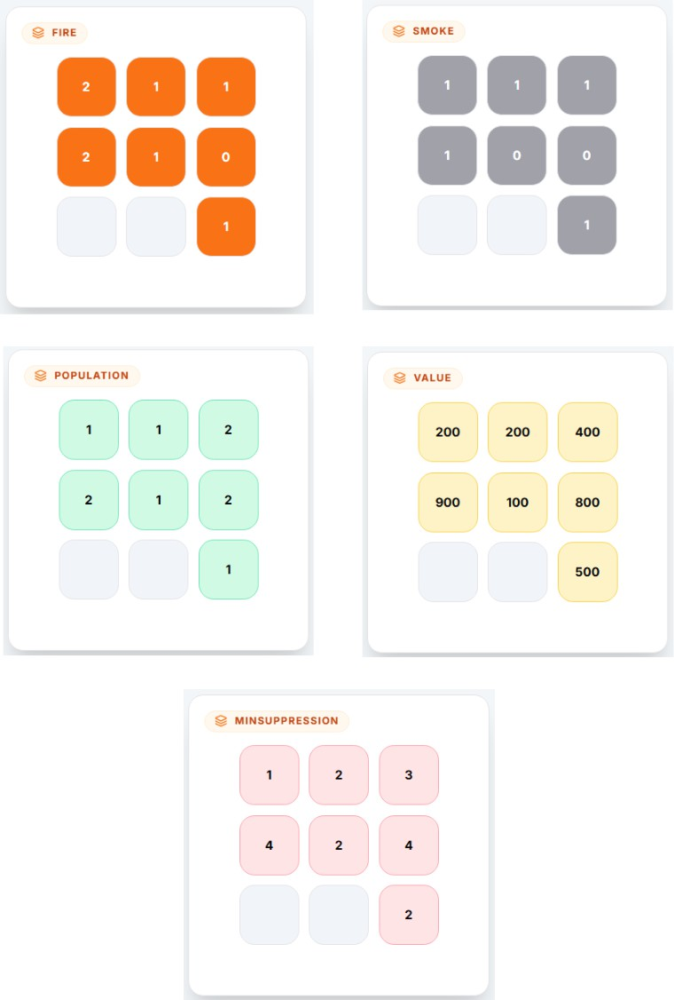 FIRE
2 1 1
2 1 0
1
SMOKE
1 1 1
1 0 0
1
POPULATION
1 1 2
2 1 2
1
VALUE
200 200 400
900 100 800
500
MINSUPPRESSION
1 2 3
4 2 4
2